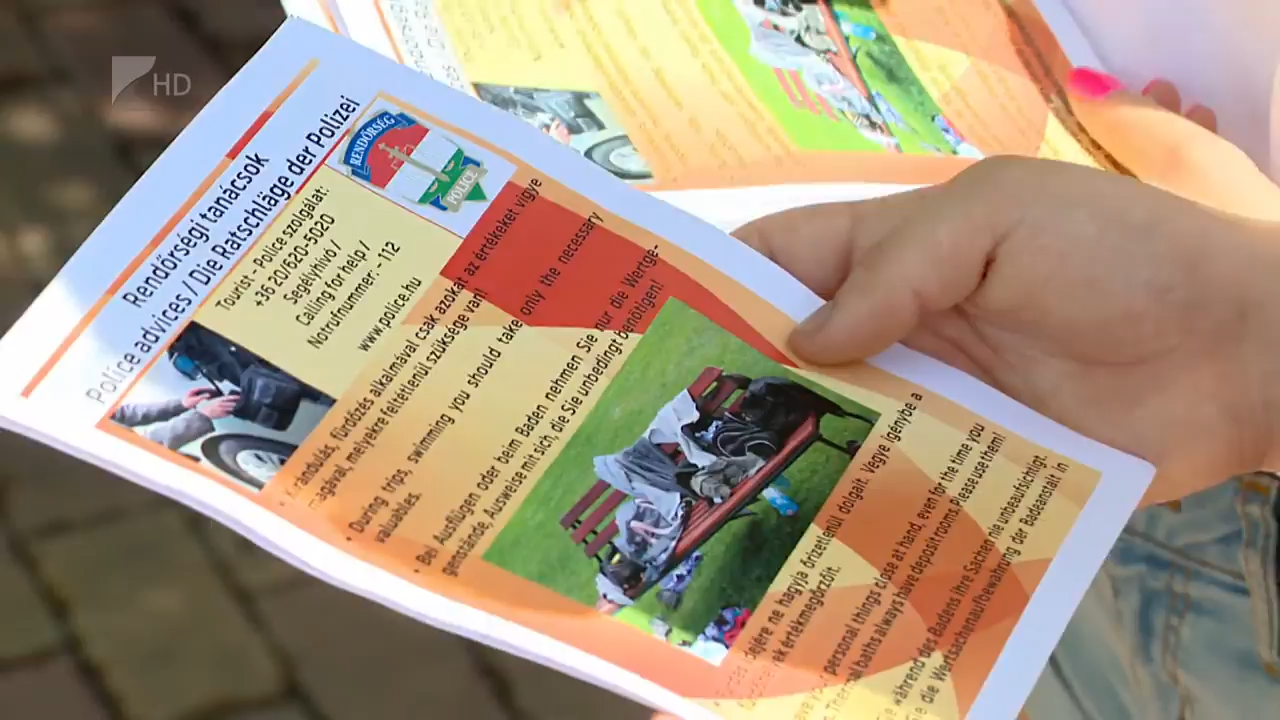 HD
Rendőrségi tanácsok
Police advices / Die Ratschläge der Polizei
RENDŐRSÉG
POLICE
Tourist - Police szolgálat:
+36 20/620-5020
Segélyhívó /
Calling for help /
Notrufnummer: - 112
www.police.hu
• Kirándulás, fürdőzés alkalmával csak azokat az értékeket vigye
magával, melyekre feltétlenül szüksége van!
• During trips, swimming you should take only the necessary
valuables.
• Bei Ausflügen oder beim Baden nehmen Sie nur die Wertge-
genstände, Ausweise mit sich, die Sie unbedingt benötigen!
idejére ne hagyja őrizetlenül dolgait. Vegye igénybe a
értékmegőrzőit.
personal things close at hand, even for the time you
Thermal baths always have depositrooms please use them!
während des Badens ihre Sachen nie unbeaufsichtigt.
die Wertsachenaufbewahrung der Badeanstalt in